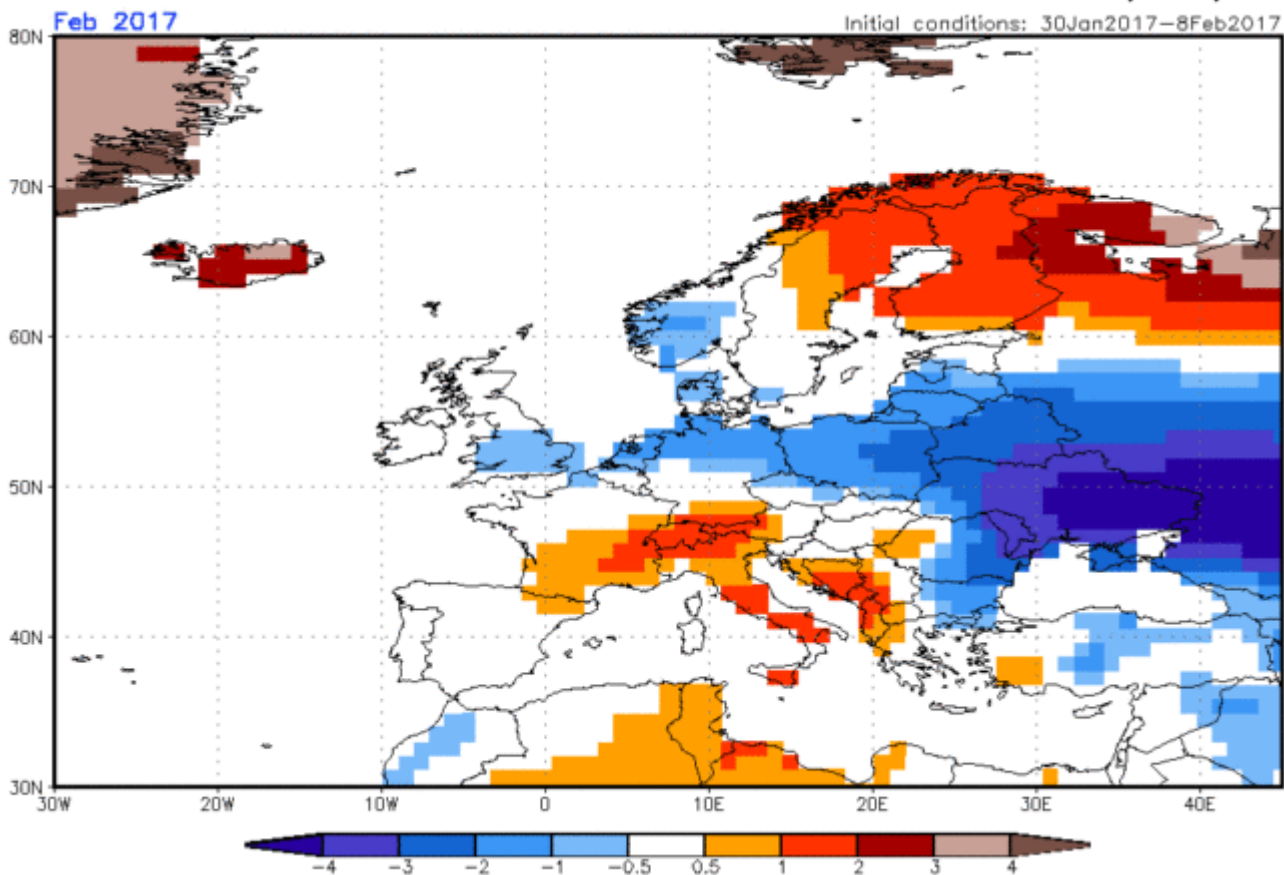 Feb 2017
Initial conditions: 30Jan2017–8Feb2017
80N
70N
60N
50N
40N
30N
30W 20W 10W 0 10E 20E 30E 40E
-4 -3 -2 -1 -0.5 0.5 1 2 3 4